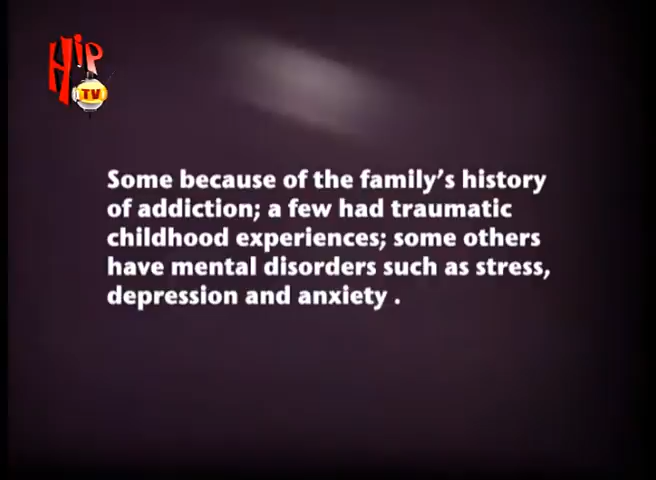 Hip
TV
Some because of the family's history
of addiction; a few had traumatic
childhood experiences; some others
have mental disorders such as stress,
depression and anxiety .